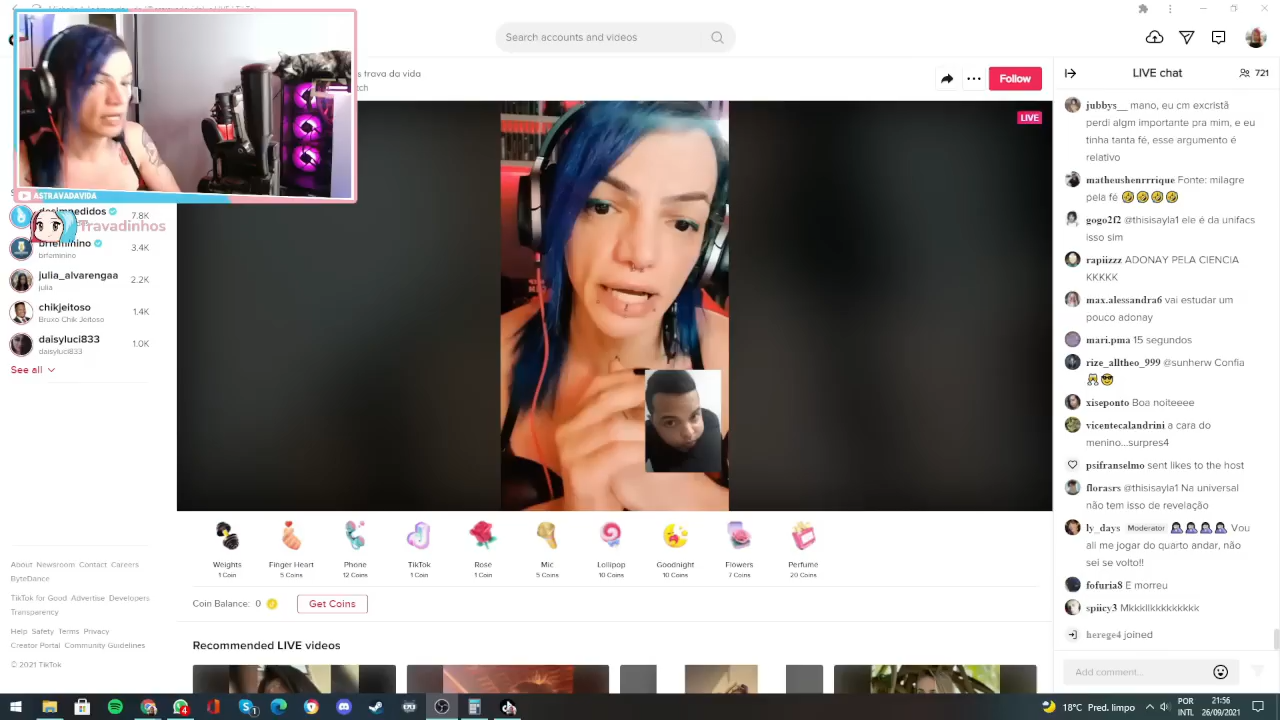 Search accounts and videos
s trava da vida
tch
Follow
LIVE
ASTRAVADAVIDA
Travadinhos
desimpedidos
7.8K
brfeminino
brfeminino
3.4K
julia_alvarengaa
julia
2.2K
chikjeitoso
Bruxo Chik Jeitoso
1.4K
daisyluci833
daisyluci833
1.0K
See all
About Newsroom Contact Careers
ByteDance
TikTok for Good Advertise Developers
Transparency
Help Safety Terms Privacy
Creator Portal Community Guidelines
© 2021 TikTok
Weights
1 Coin
Finger Heart
5 Coins
Phone
12 Coins
TikTok
1 Coin
Rose
1 Coin
Mic
5 Coins
Lollipop
10 Coins
Goodnight
10 Coins
Flowers
7 Coins
Perfume
20 Coins
Coin Balance: 0
Get Coins
Recommended LIVE videos
LIVE chat
721
jubbys__ mano, eu cm excristã
perdi algm importante pra mim, e eu
tinha tanta fé, esse argumento é
relativo
matheushenrrique Fonte: milagre
pela fé 🤣🤣🤣🤣
gogo2f2 @thisisayla1 ele é da unifacs
isso sim
rapiizzz ADONAY PELA CIENCIA
KKKKK
max.alessandra6 vai estudar um
pouco adonay
mari.pma 15 segundos
rize_alltheo_999 @sunherw Confia
xiseponto Boa noiteeee
vicentecalandrini a cara do
menino...surpres4
psifranselmo sent likes to the host
florasrs @thisisayla1 Na universal
não tem isso de revelação
ly_days Moderator Vou
ali me jogar do quarto andar, não
sei se volto!!
fofuria8 E morreu
spiicy3 Mkkkllkkkkkkkkk
herege4 joined
Add comment...
4
1
18°C Pred. limpo
POR
INTL
21:56
26/09/2021